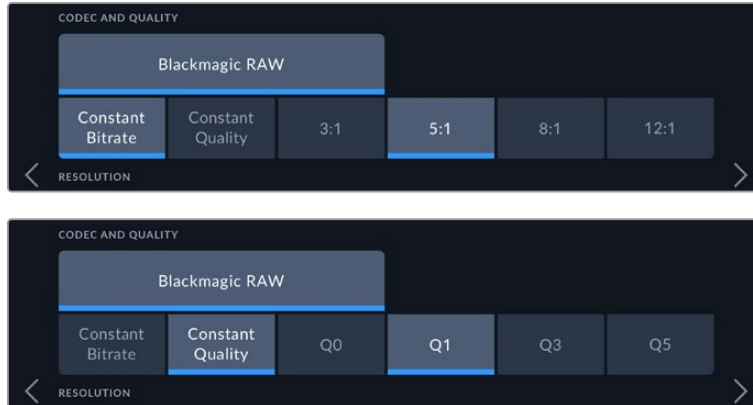 CODEC AND QUALITY
Blackmagic RAW
Constant Bitrate Constant Quality 3:1 5:1 8:1 12:1
RESOLUTION
CODEC AND QUALITY
Blackmagic RAW
Constant Bitrate Constant Quality Q0 Q1 Q3 Q5
RESOLUTION